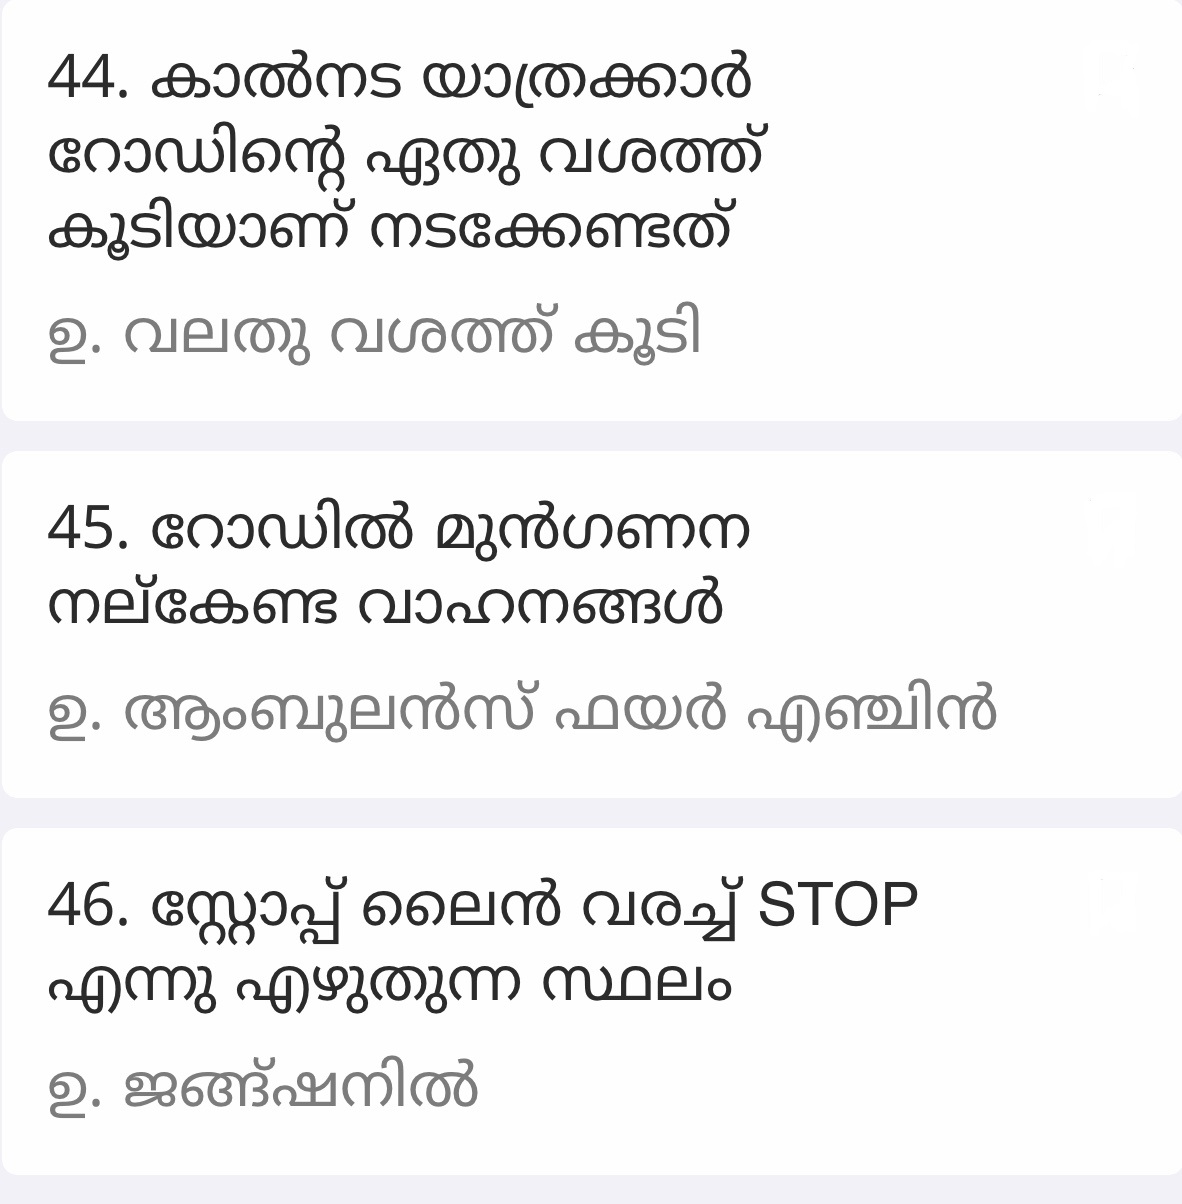 44. കാൽനട യാത്രക്കാർ
റോഡിന്റെ ഏതു വശത്ത്
കൂടിയാണ് നടക്കേണ്ടത്
ഉ. വലതു വശത്ത് കൂടി
45. റോഡിൽ മുൻഗണന
നല്കേണ്ട വാഹനങ്ങൾ
ഉ. ആംബുലൻസ് ഫയർ എഞ്ചിൻ
46. സ്റ്റോപ്പ് ലൈൻ വരച്ച് STOP
എന്നു എഴുതുന്ന സ്ഥലം
ഉ. ജങ്ങ്ഷനിൽ